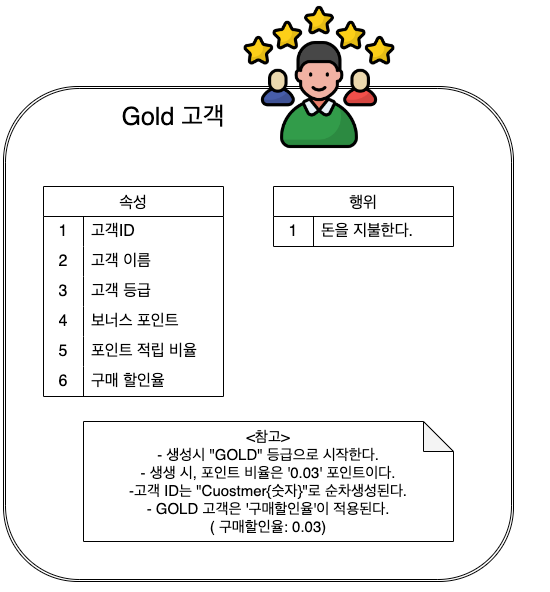 Gold 고객
속성
1 고객ID
2 고객 이름
3 고객 등급
4 보너스 포인트
5 포인트 적립 비율
6 구매 할인율
행위
1 돈을 지불한다.
<참고>
- 생성시 "GOLD" 등급으로 시작한다.
- 생생 시, 포인트 비율은 '0.03' 포인트이다.
-고객 ID는 "Cuostmer{숫자}"로 순차생성된다.
- GOLD 고객은 '구매할인율'이 적용된다.
( 구매할인율: 0.03)